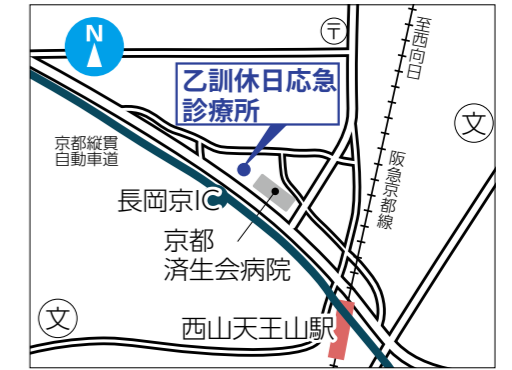 N
〒
至西向日
乙訓休日応急
診療所
文
京都縦貫
自動車道
阪急京都線
長岡京IC
京都
済生会病院
文
西山天王山駅